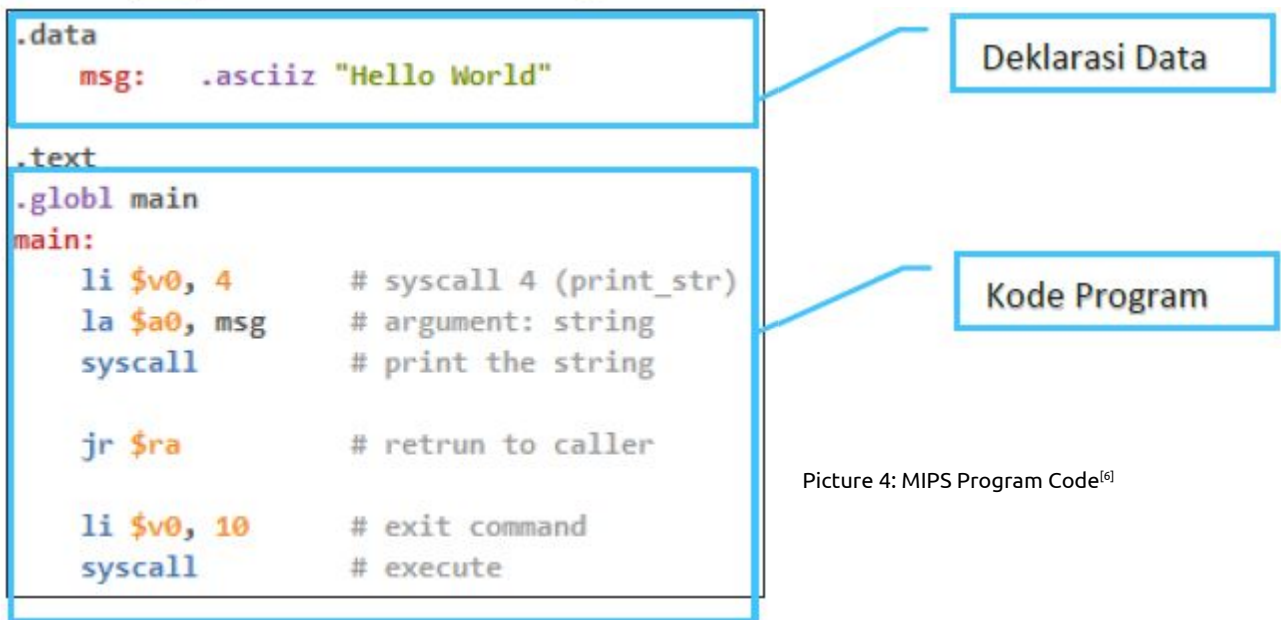 .data
msg: .asciiz "Hello World"
.text
.globl main
main:
li $v0, 4 # syscall 4 (print_str)
la $a0, msg # argument: string
syscall # print the string
jr $ra # retrun to caller
li $v0, 10 # exit command
syscall # execute
Deklarasi Data
Kode Program
Picture 4: MIPS Program Code[6]